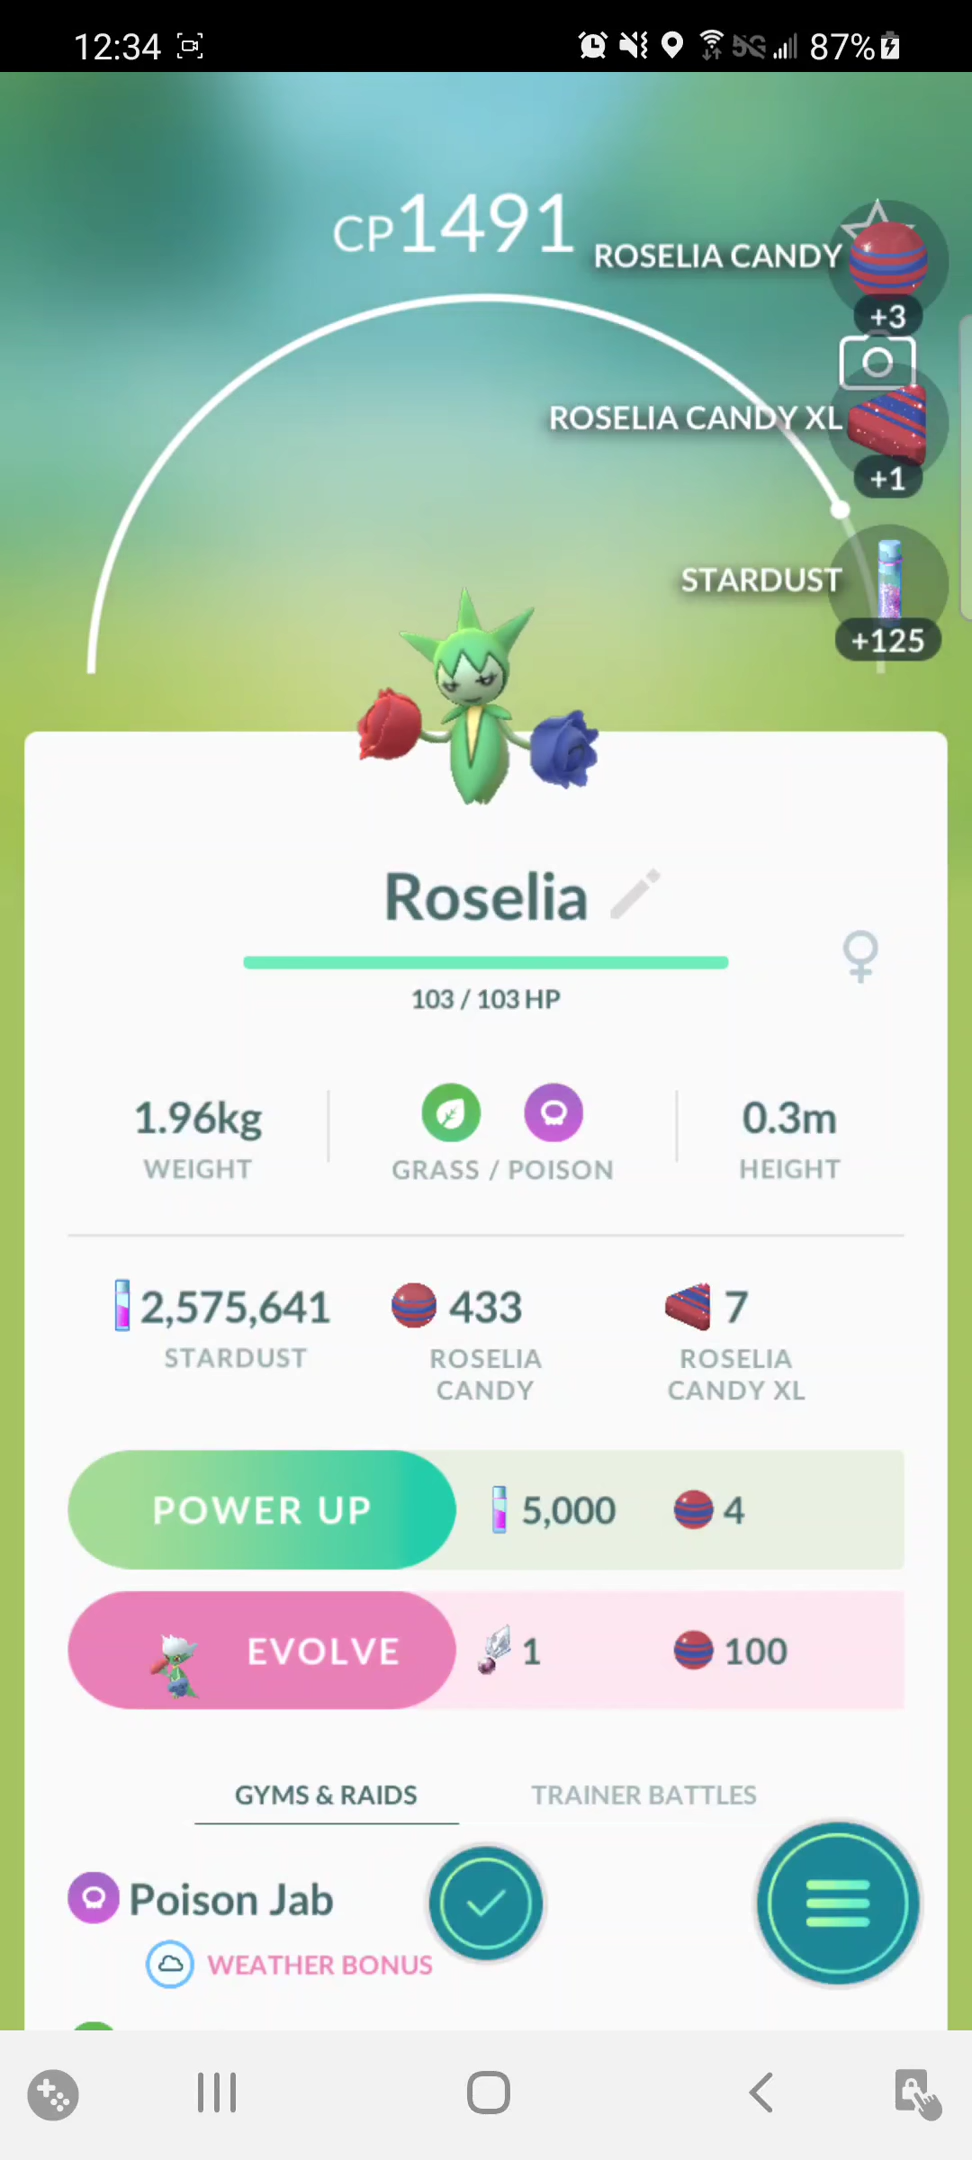 12:34
87%
CP1491
ROSELIA CANDY
+3
ROSELIA CANDY XL
+1
STARDUST
+125
Roselia
103 / 103 HP
1.96kg
WEIGHT
GRASS / POISON
0.3m
HEIGHT
2,575,641
STARDUST
433
ROSELIA
CANDY
7
ROSELIA
CANDY XL
POWER UP 5,000 4
EVOLVE 1 100
GYMS & RAIDS TRAINER BATTLES
Poison Jab
WEATHER BONUS